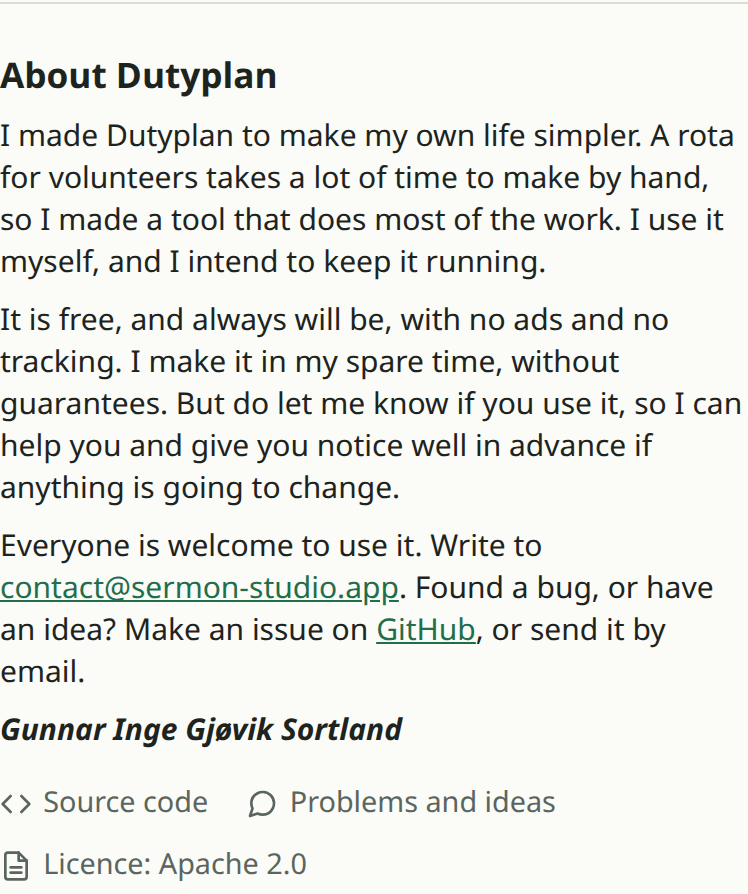 About Dutyplan
I made Dutyplan to make my own life simpler. A rota
for volunteers takes a lot of time to make by hand,
so I made a tool that does most of the work. I use it
myself, and I intend to keep it running.
It is free, and always will be, with no ads and no
tracking. I make it in my spare time, without
guarantees. But do let me know if you use it, so I can
help you and give you notice well in advance if
anything is going to change.
Everyone is welcome to use it. Write to
contact@sermon-studio.app. Found a bug, or have
an idea? Make an issue on GitHub, or send it by
email.
Gunnar Inge Gjøvik Sortland
Source code Problems and ideas
Licence: Apache 2.0